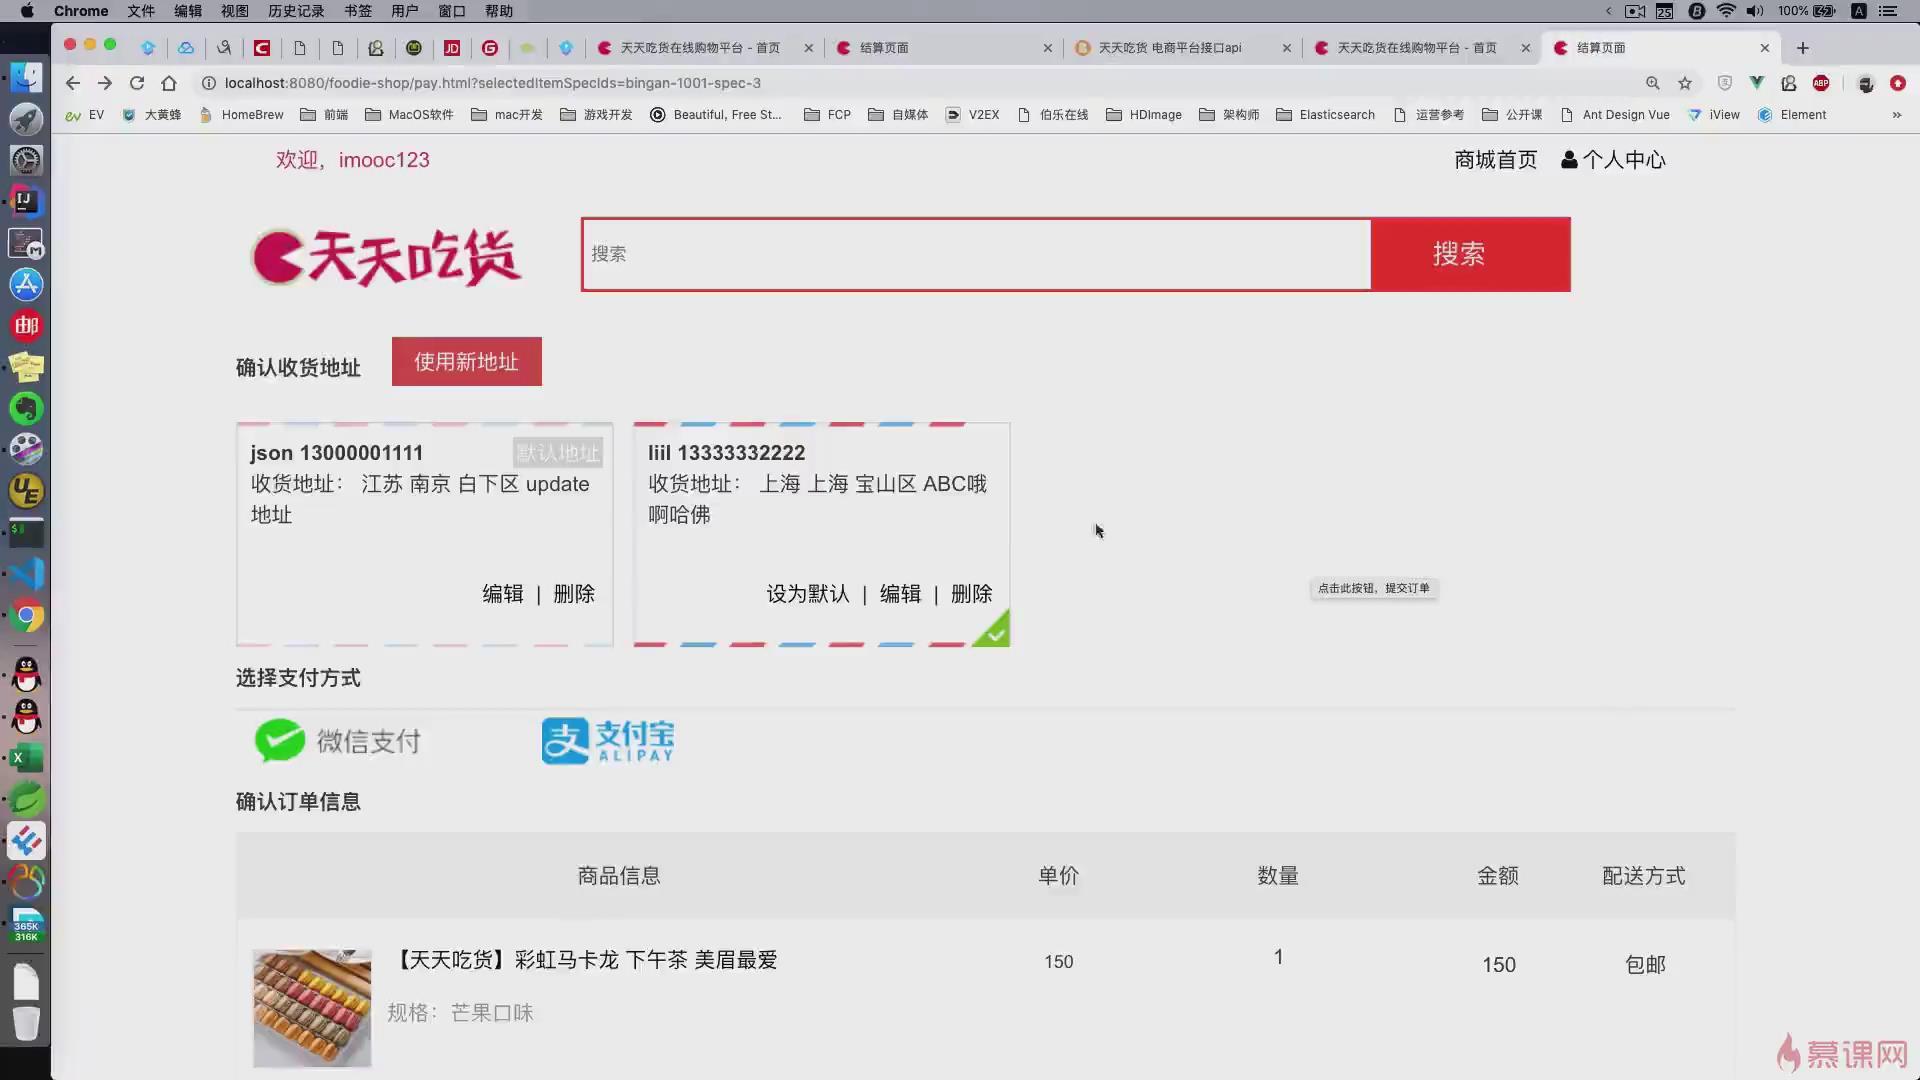 Chrome 文件 编辑 视图 历史记录 书签 用户 窗口 帮助
25
100%
A
天天吃货在线购物平台 - 首页
结算页面
天天吃货 电商平台接口api
天天吃货在线购物平台 - 首页
结算页面
localhost:8080/foodie-shop/pay.html?selectedItemSpecIds=bingan-1001-spec-3
EV 大黄蜂 HomeBrew 前端 MacOS软件 mac开发 游戏开发 Beautiful, Free St... FCP 自媒体 V2EX 伯乐在线 HDImage 架构师 Elasticsearch 运营参考 公开课 Ant Design Vue iView Element »
欢迎，imooc123
商城首页 个人中心
天天吃货
搜索
搜索
确认收货地址
使用新地址
json 13000001111 默认地址
收货地址： 江苏 南京 白下区 update
地址
编辑 | 删除
liil 13333332222
收货地址： 上海 上海 宝山区 ABC哦
啊哈佛
设为默认 | 编辑 | 删除
点击此按钮，提交订单
选择支付方式
微信支付
支付宝
ALIPAY
确认订单信息
商品信息 单价 数量 金额 配送方式
【天天吃货】彩虹马卡龙 下午茶 美眉最爱 150 1 150 包邮
规格：芒果口味
365K
316K
慕课网